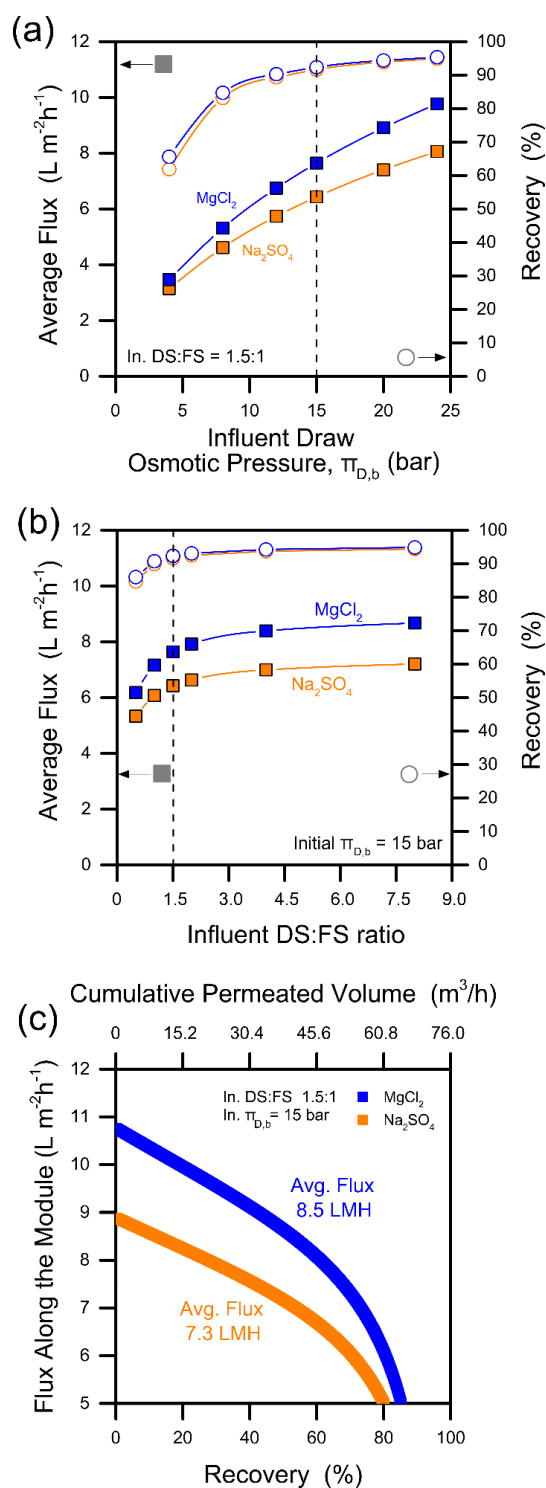 (a)
12
10
8
6
4
2
0
Average Flux (L m⁻²h⁻¹)
100
90
80
70
60
50
40
30
20
10
0
Recovery (%)
MgCl₂
Na₂SO₄
In. DS:FS = 1.5:1
0 5 10 15 20 25
Influent Draw
Osmotic Pressure, π_D,b (bar)
(b)
12
10
8
6
4
2
0
Average Flux (L m⁻²h⁻¹)
100
90
80
70
60
50
40
30
20
10
0
Recovery (%)
MgCl₂
Na₂SO₄
Initial π_D,b = 15 bar
0 1.5 3.0 4.5 6.0 7.5 9.0
Influent DS:FS ratio
(c)
Cumulative Permeated Volume (m³/h)
0 15.2 30.4 45.6 60.8 76.0
12
11
10
9
8
7
6
5
Flux Along the Module (L m⁻²h⁻¹)
In. DS:FS 1.5:1
In. π_D,b = 15 bar
MgCl₂
Na₂SO₄
Avg. Flux
8.5 LMH
Avg. Flux
7.3 LMH
0 20 40 60 80 100
Recovery (%)